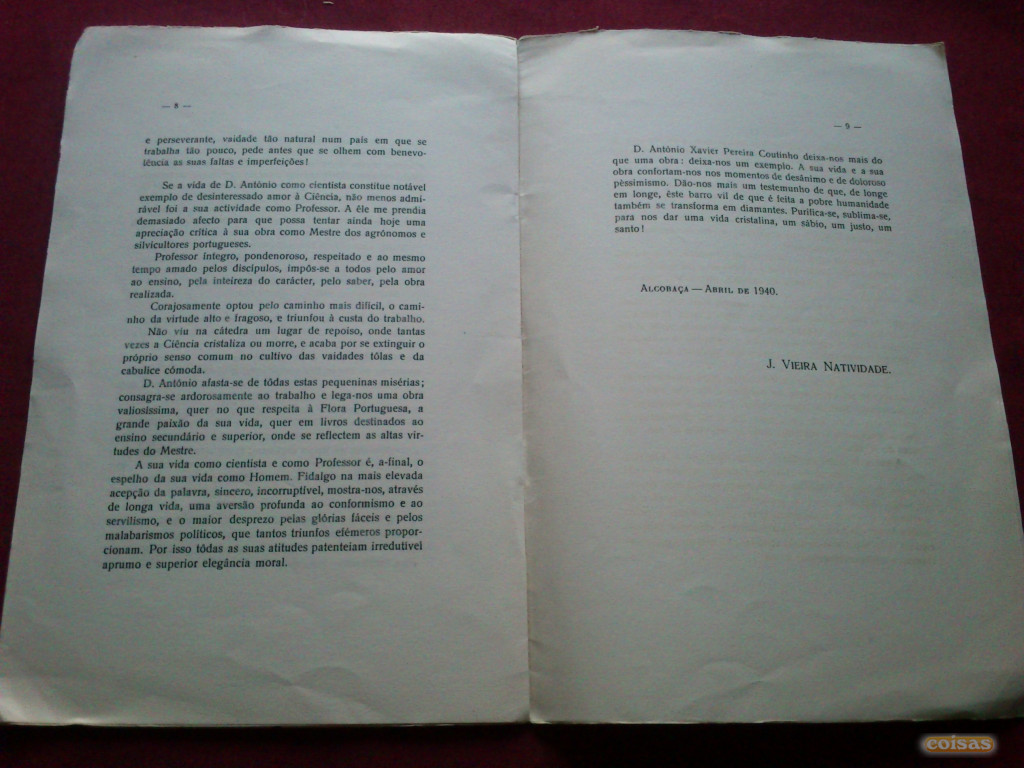 — 8 —
e perseverante, vaidade tão natural num país em que se
trabalha tão pouco, pede antes que se olhem com benevo-
lência as suas faltas e imperfeições!
Se a vida de D. António como cientista constitue notável
exemplo de desinteressado amor à Ciência, não menos admi-
rável foi a sua actividade como Professor. A êle me prendia
demasiado afecto para que possa tentar ainda hoje uma
apreciação crítica à sua obra como Mestre dos agrónomos e
silvicultores portugueses.
Professor íntegro, pondenoroso, respeitado e ao mesmo
tempo amado pelos discípulos, impôs-se a todos pelo amor
ao ensino, pela inteireza do carácter, pelo saber, pela obra
realizada.
Corajosamente optou pelo caminho mais difícil, o cami-
nho da virtude alto e fragoso, e triunfou à custa do trabalho.
Não viu na cátedra um lugar de repoiso, onde tantas
vezes a Ciência cristaliza ou morre, e acaba por se extinguir o
próprio senso comum no cultivo das vaidades tôlas e da
cabulice cómoda.
D. António afasta-se de tôdas estas pequeninas misérias;
consagra-se ardorosamente ao trabalho e lega-nos uma obra
valiosíssima, quer no que respeita à Flora Portuguesa, a
grande paixão da sua vida, quer em livros destinados ao
ensino secundário e superior, onde se reflectem as altas vir-
tudes do Mestre.
A sua vida como cientista e como Professor é, a-final, o
espelho da sua vida como Homem. Fidalgo na mais elevada
acepção da palavra, sincero, incorruptível, mostra-nos, através
de longa vida, uma aversão profunda ao conformismo e ao
servilismo, e o maior desprezo pelas glórias fáceis e pelos
malabarismos políticos, que tantos triunfos efémeros propor-
cionam. Por isso tôdas as suas atitudes patenteiam irredutível
aprumo e superior elegância moral.
— 9 —
D. António Xavier Pereira Coutinho deixa-nos mais do
que uma obra: deixa-nos um exemplo. A sua vida e a sua
obra confortam-nos nos momentos de desânimo e de doloroso
pèssimismo. Dão-nos mais um testemunho de que, de longe
em longe, êste barro vil de que é feita a pobre humanidade
também se transforma em diamantes. Purifica-se, sublima-se,
para nos dar uma vida cristalina, um sábio, um justo, um
santo!
Alcobaça — Abril de 1940.
J. Vieira Natividade.
coisas